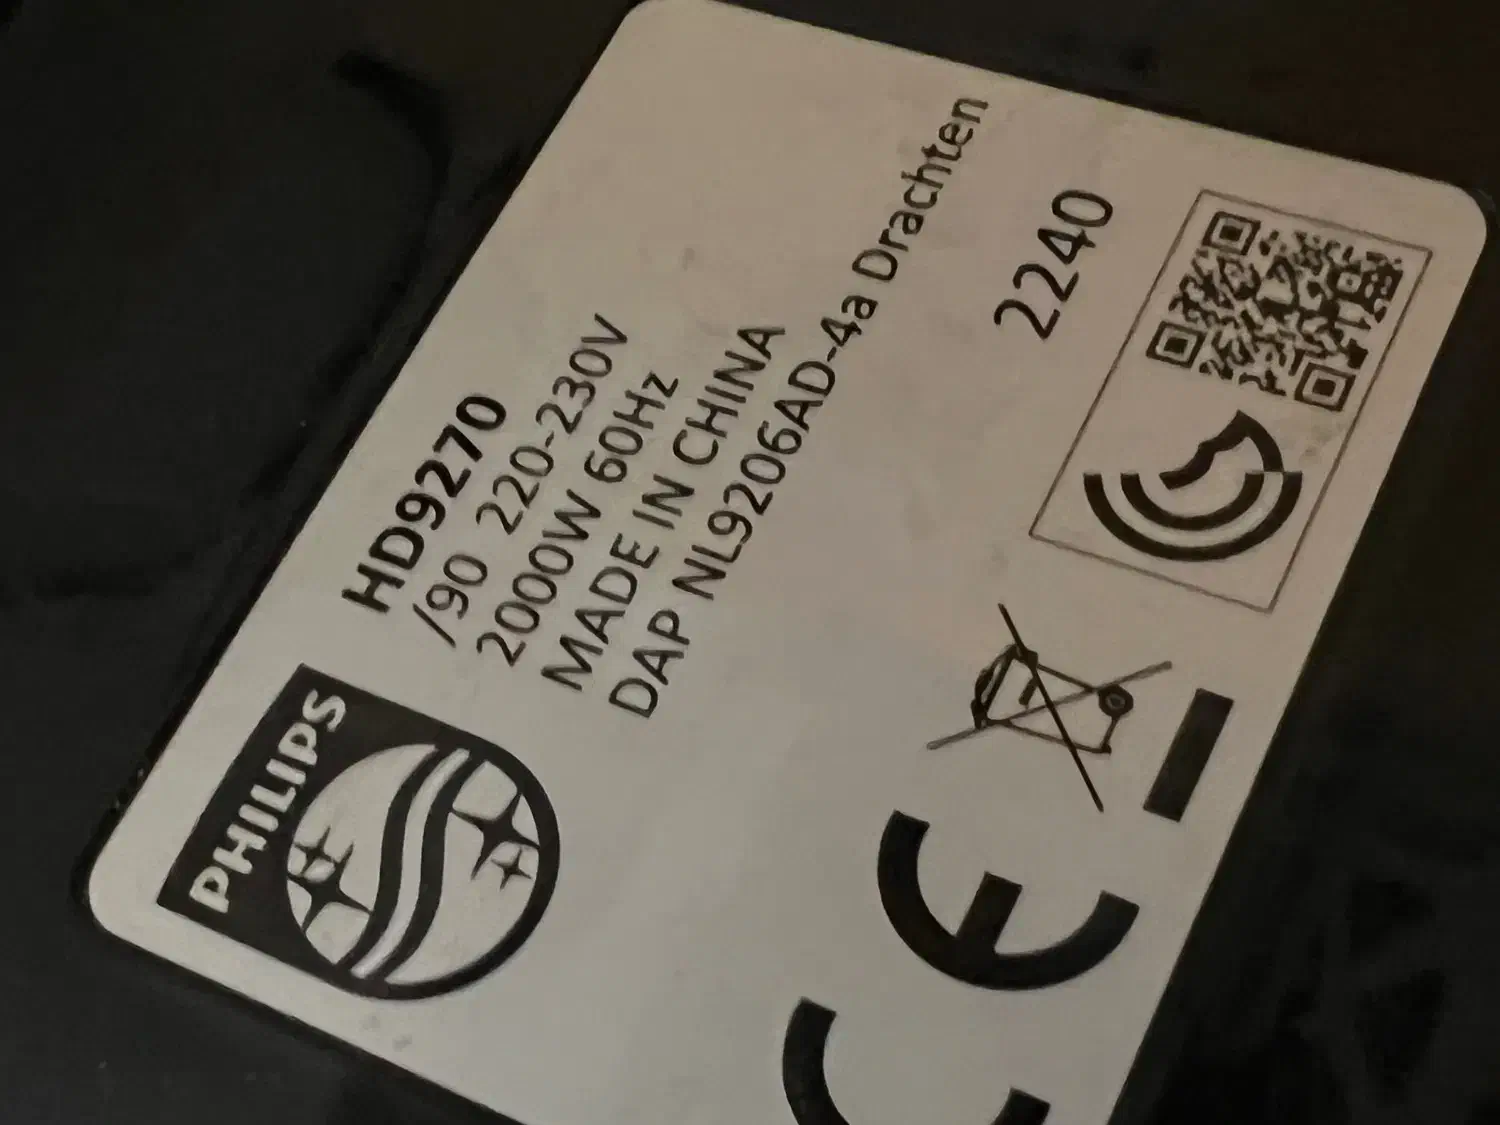 PHILIPS
HD9270
/90 220-230V
2000W 60Hz
MADE IN CHINA
DAP NL9206AD-4a Drachten
2240
CE